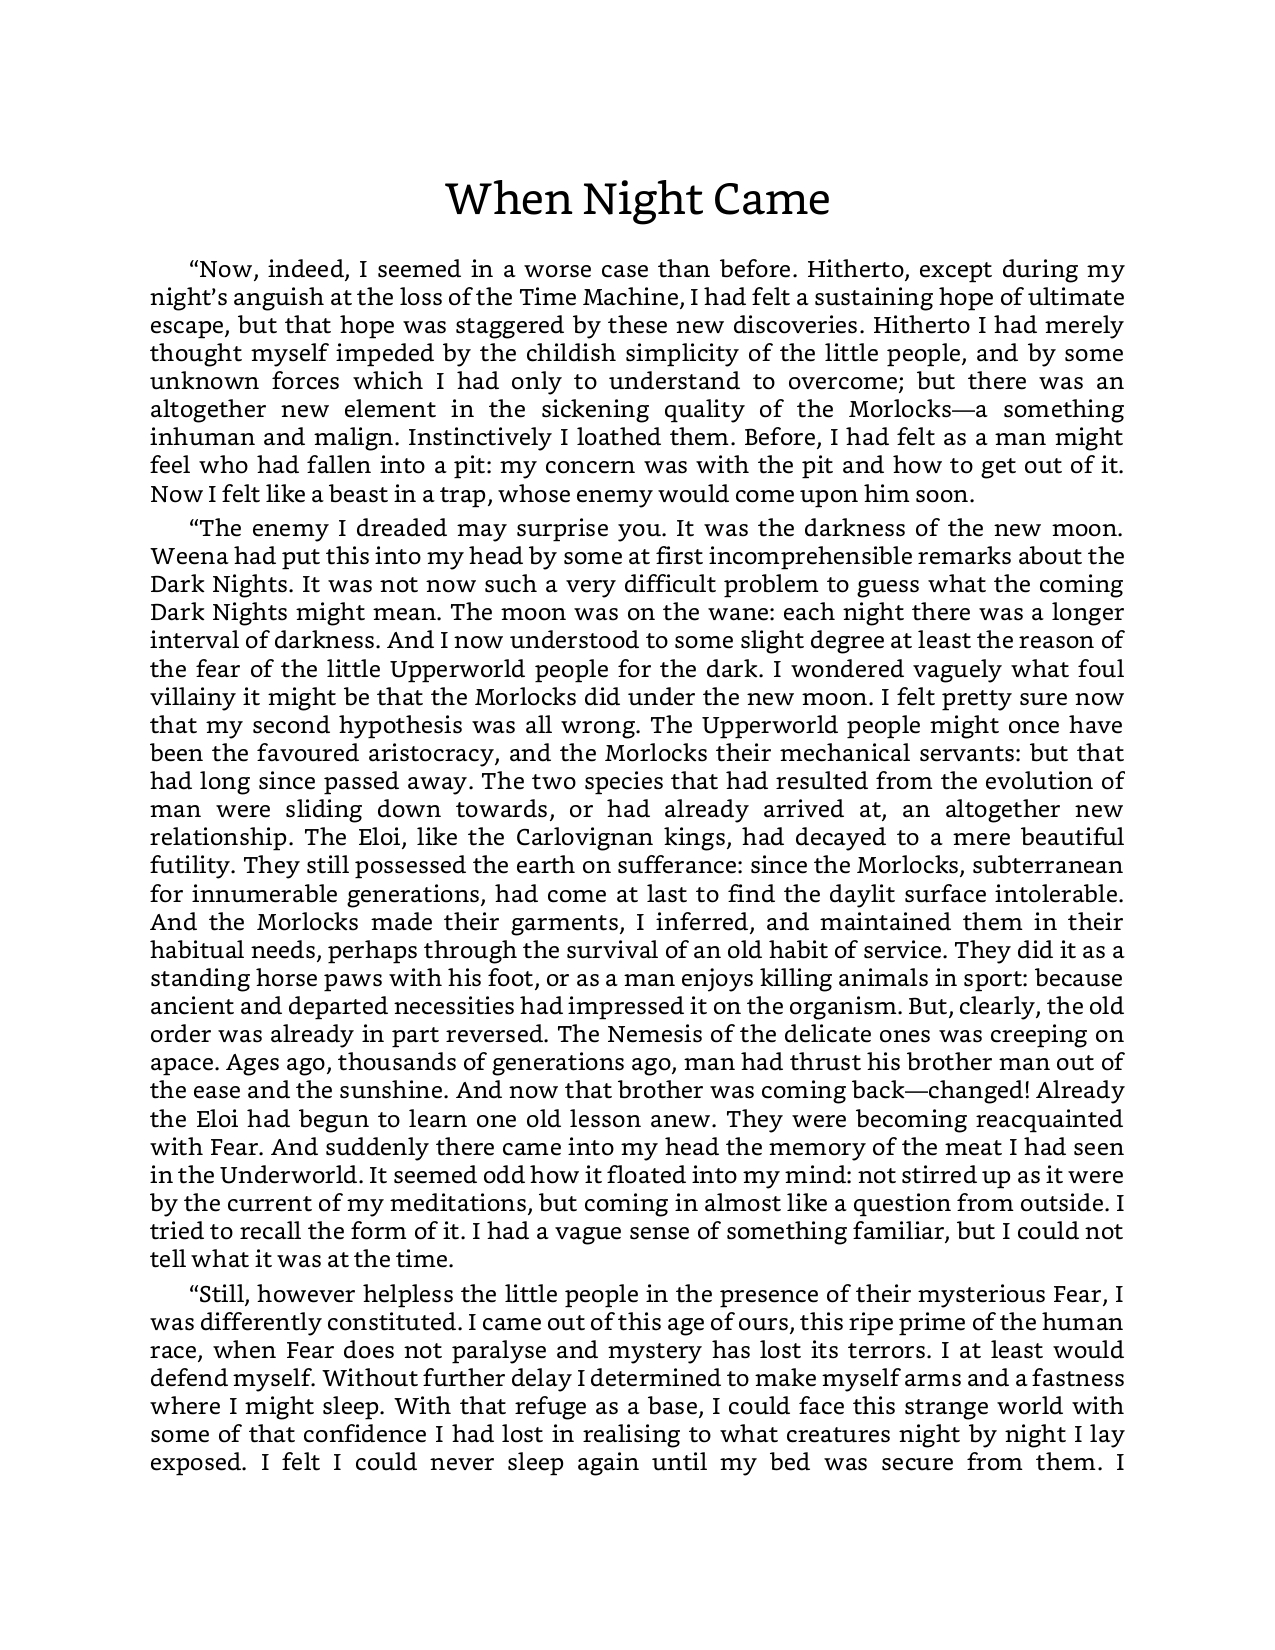 When Night Came
“Now, indeed, I seemed in a worse case than before. Hitherto, except during my
night’s anguish at the loss of the Time Machine, I had felt a sustaining hope of ultimate
escape, but that hope was staggered by these new discoveries. Hitherto I had merely
thought myself impeded by the childish simplicity of the little people, and by some
unknown forces which I had only to understand to overcome; but there was an
altogether new element in the sickening quality of the Morlocks—a something
inhuman and malign. Instinctively I loathed them. Before, I had felt as a man might
feel who had fallen into a pit: my concern was with the pit and how to get out of it.
Now I felt like a beast in a trap, whose enemy would come upon him soon.
“The enemy I dreaded may surprise you. It was the darkness of the new moon.
Weena had put this into my head by some at first incomprehensible remarks about the
Dark Nights. It was not now such a very difficult problem to guess what the coming
Dark Nights might mean. The moon was on the wane: each night there was a longer
interval of darkness. And I now understood to some slight degree at least the reason of
the fear of the little Upperworld people for the dark. I wondered vaguely what foul
villainy it might be that the Morlocks did under the new moon. I felt pretty sure now
that my second hypothesis was all wrong. The Upperworld people might once have
been the favoured aristocracy, and the Morlocks their mechanical servants: but that
had long since passed away. The two species that had resulted from the evolution of
man were sliding down towards, or had already arrived at, an altogether new
relationship. The Eloi, like the Carlovignan kings, had decayed to a mere beautiful
futility. They still possessed the earth on sufferance: since the Morlocks, subterranean
for innumerable generations, had come at last to find the daylit surface intolerable.
And the Morlocks made their garments, I inferred, and maintained them in their
habitual needs, perhaps through the survival of an old habit of service. They did it as a
standing horse paws with his foot, or as a man enjoys killing animals in sport: because
ancient and departed necessities had impressed it on the organism. But, clearly, the old
order was already in part reversed. The Nemesis of the delicate ones was creeping on
apace. Ages ago, thousands of generations ago, man had thrust his brother man out of
the ease and the sunshine. And now that brother was coming back—changed! Already
the Eloi had begun to learn one old lesson anew. They were becoming reacquainted
with Fear. And suddenly there came into my head the memory of the meat I had seen
in the Underworld. It seemed odd how it floated into my mind: not stirred up as it were
by the current of my meditations, but coming in almost like a question from outside. I
tried to recall the form of it. I had a vague sense of something familiar, but I could not
tell what it was at the time.
“Still, however helpless the little people in the presence of their mysterious Fear, I
was differently constituted. I came out of this age of ours, this ripe prime of the human
race, when Fear does not paralyse and mystery has lost its terrors. I at least would
defend myself. Without further delay I determined to make myself arms and a fastness
where I might sleep. With that refuge as a base, I could face this strange world with
some of that confidence I had lost in realising to what creatures night by night I lay
exposed. I felt I could never sleep again until my bed was secure from them. I